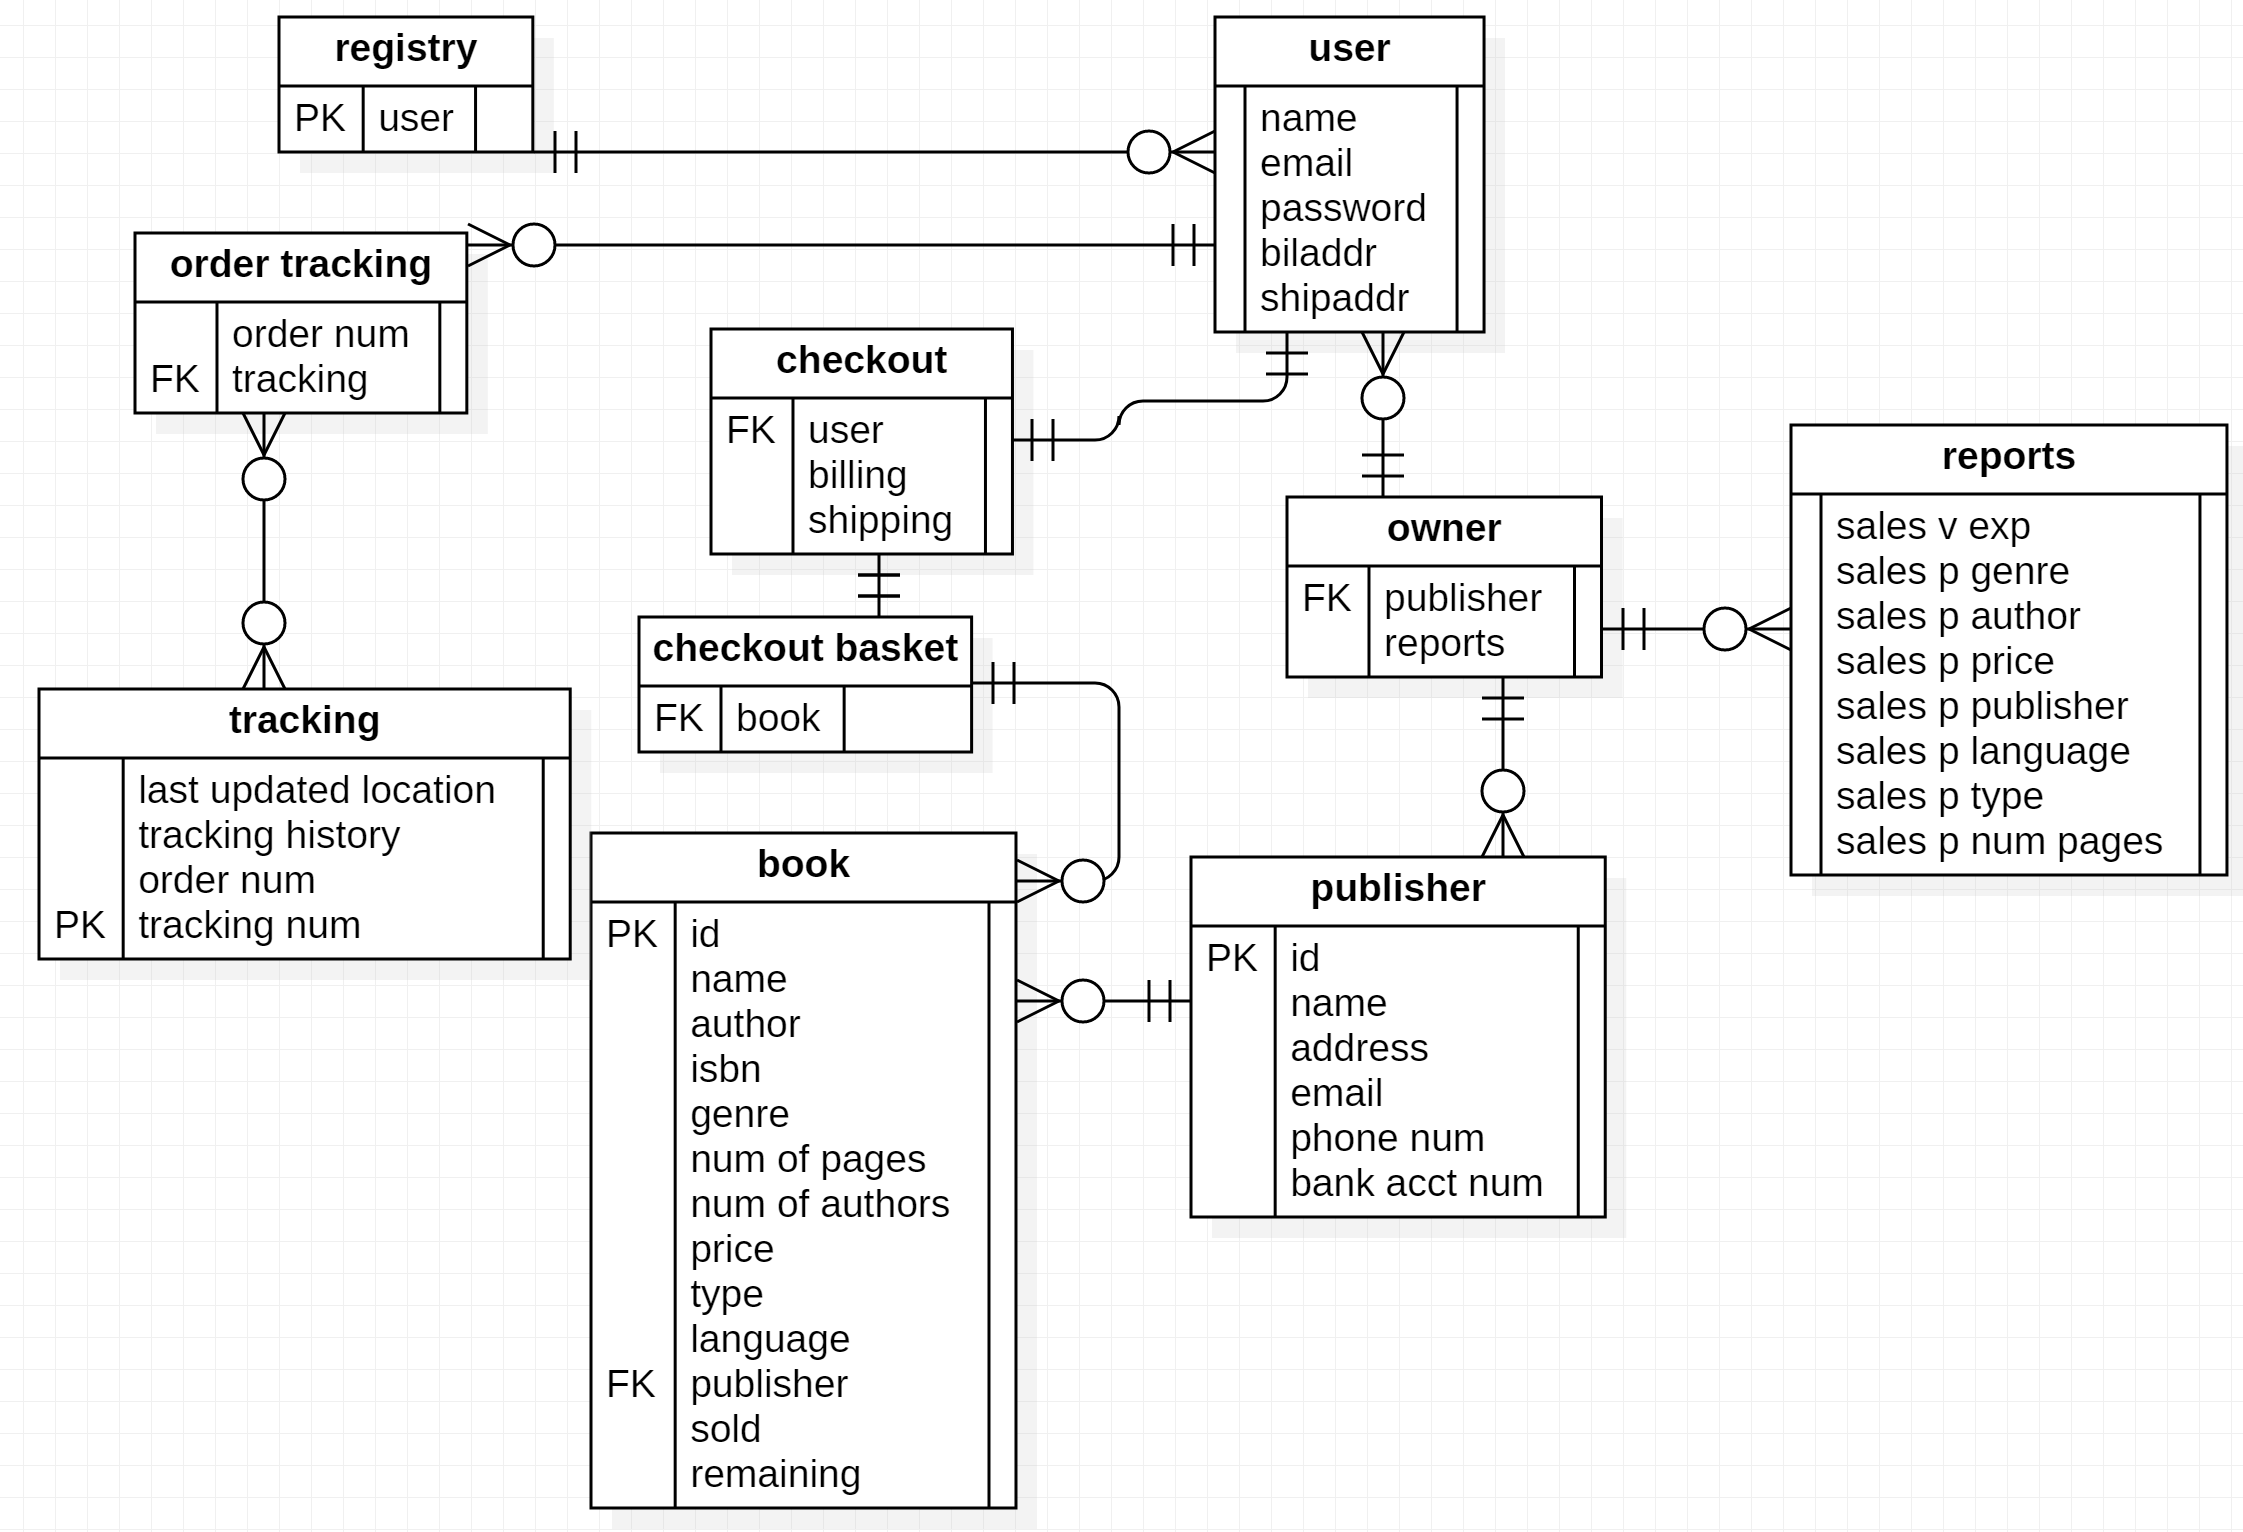 registry
PK user
user
name
email
password
biladdr
shipaddr
order tracking
order num
FK tracking
checkout
FK user
billing
shipping
reports
sales v exp
sales p genre
sales p author
sales p price
sales p publisher
sales p language
sales p type
sales p num pages
owner
FK publisher
reports
checkout basket
FK book
tracking
last updated location
tracking history
order num
PK tracking num
book
PK id
name
author
isbn
genre
num of pages
num of authors
price
type
language
FK publisher
sold
remaining
publisher
PK id
name
address
email
phone num
bank acct num